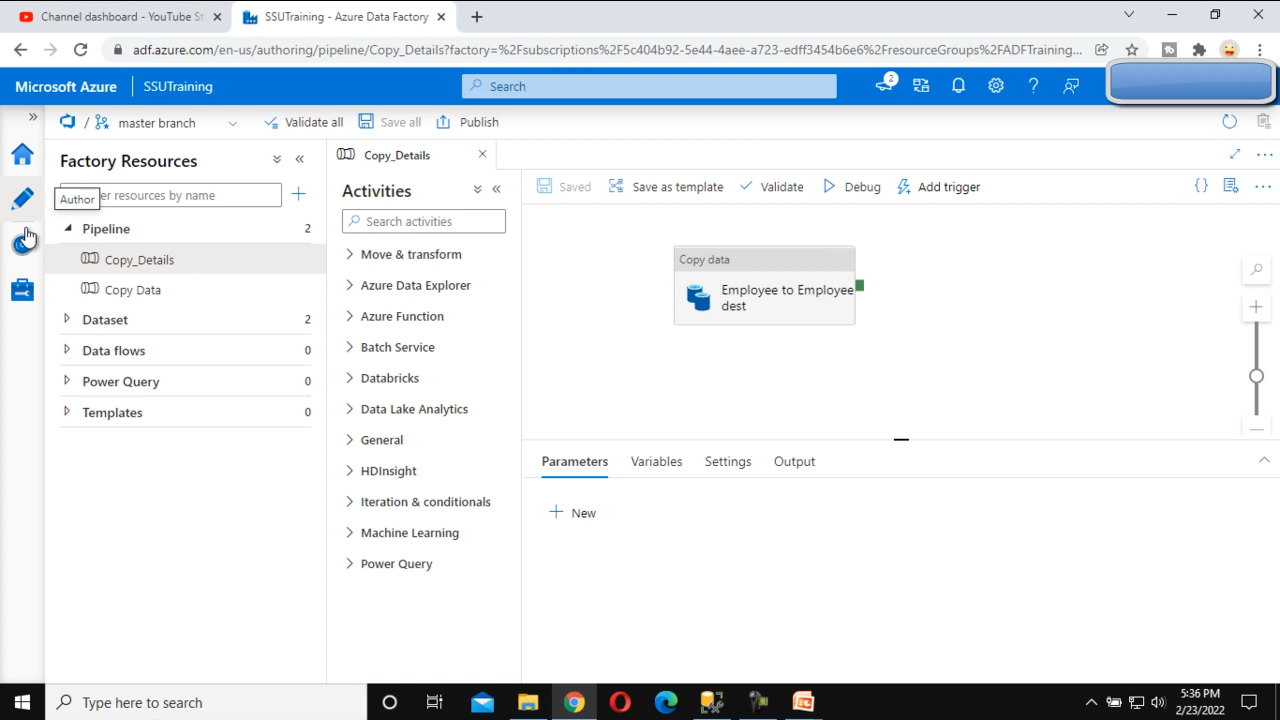 Channel dashboard - YouTube St
SSUTraining - Azure Data Factory
adf.azure.com/en-us/authoring/pipeline/Copy_Details?factory=%2Fsubscriptions%2F5c404b92-5e44-4aee-a723-edff3454b6e6%2FresourceGroups%2FADFTraining...
Microsoft Azure
SSUTraining
Search
2
/
master branch
Validate all
Save all
Publish
Factory Resources
er resources by name
Author
Pipeline 2
Copy_Details
Copy Data
Dataset 2
Data flows 0
Power Query 0
Templates 0
Copy_Details
Activities
Search activities
Move & transform
Azure Data Explorer
Azure Function
Batch Service
Databricks
Data Lake Analytics
General
HDInsight
Iteration & conditionals
Machine Learning
Power Query
Saved
Save as template
Validate
Debug
Add trigger
Copy data
Employee to Employee
dest
Parameters
Variables
Settings
Output
New
Type here to search
5:36 PM
2/23/2022